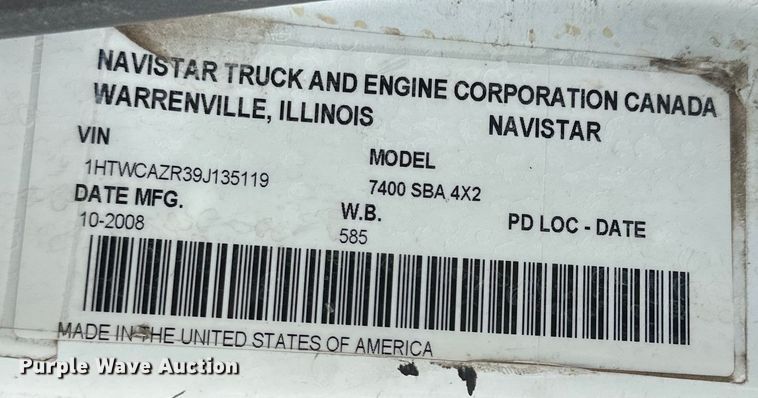 NAVISTAR TRUCK AND ENGINE CORPORATION CANADA
WARRENVILLE, ILLINOIS NAVISTAR
VIN
1HTWCAZR39J135119
MODEL
7400 SBA 4X2
DATE MFG.
10-2008
W.B.
585
PD LOC - DATE
MADE IN THE UNITED STATES OF AMERICA
Purple Wave Auction